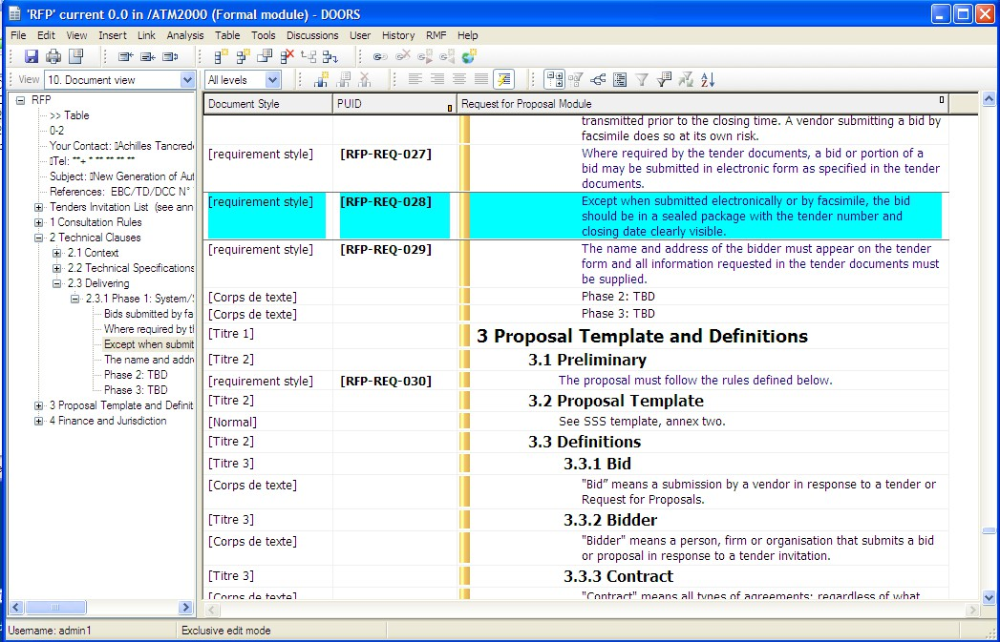 'RFP' current 0.0 in /ATM2000 (Formal module) - DOORS
File Edit View Insert Link Analysis Table Tools Discussions User History RMF Help
View 10. Document view All levels
RFP
>> Table
0-2
Your Contact: Achilles Tancred
Tel: **+ * ** ** ** **
Subject: New Generation of Aut
References: EBC/TD/DCC N°
Tenders Invitation List (see ann
1 Consultation Rules
2 Technical Clauses
2.1 Context
2.2 Technical Specifications
2.3 Delivering
2.3.1 Phase 1: System/
Bids submitted by fa
Where required by t
Except when submit
The name and addr
Phase 2: TBD
Phase 3: TBD
3 Proposal Template and Definit
4 Finance and Jurisdiction
Document Style PUID Request for Proposal Module
transmitted prior to the closing time. A vendor submitting a bid by
facsimile does so at its own risk.
[requirement style] [RFP-REQ-027] Where required by the tender documents, a bid or portion of a
bid may be submitted in electronic form as specified in the tender
documents.
[requirement style] [RFP-REQ-028] Except when submitted electronically or by facsimile, the bid
should be in a sealed package with the tender number and
closing date clearly visible.
[requirement style] [RFP-REQ-029] The name and address of the bidder must appear on the tender
form and all information requested in the tender documents must
be supplied.
[Corps de texte] Phase 2: TBD
[Corps de texte] Phase 3: TBD
[Titre 1] 3 Proposal Template and Definitions
[Titre 2] 3.1 Preliminary
[requirement style] [RFP-REQ-030] The proposal must follow the rules defined below.
[Titre 2] 3.2 Proposal Template
[Normal] See SSS template, annex two.
[Titre 2] 3.3 Definitions
[Titre 3] 3.3.1 Bid
[Corps de texte] "Bid” means a submission by a vendor in response to a tender or
Request for Proposals.
[Titre 3] 3.3.2 Bidder
[Corps de texte] "Bidder" means a person, firm or organisation that submits a bid
or proposal in response to a tender invitation.
[Titre 3] 3.3.3 Contract
[Corps de texte] "Contract" means all types of agreements; regardless of what
Username: admin1 Exclusive edit mode